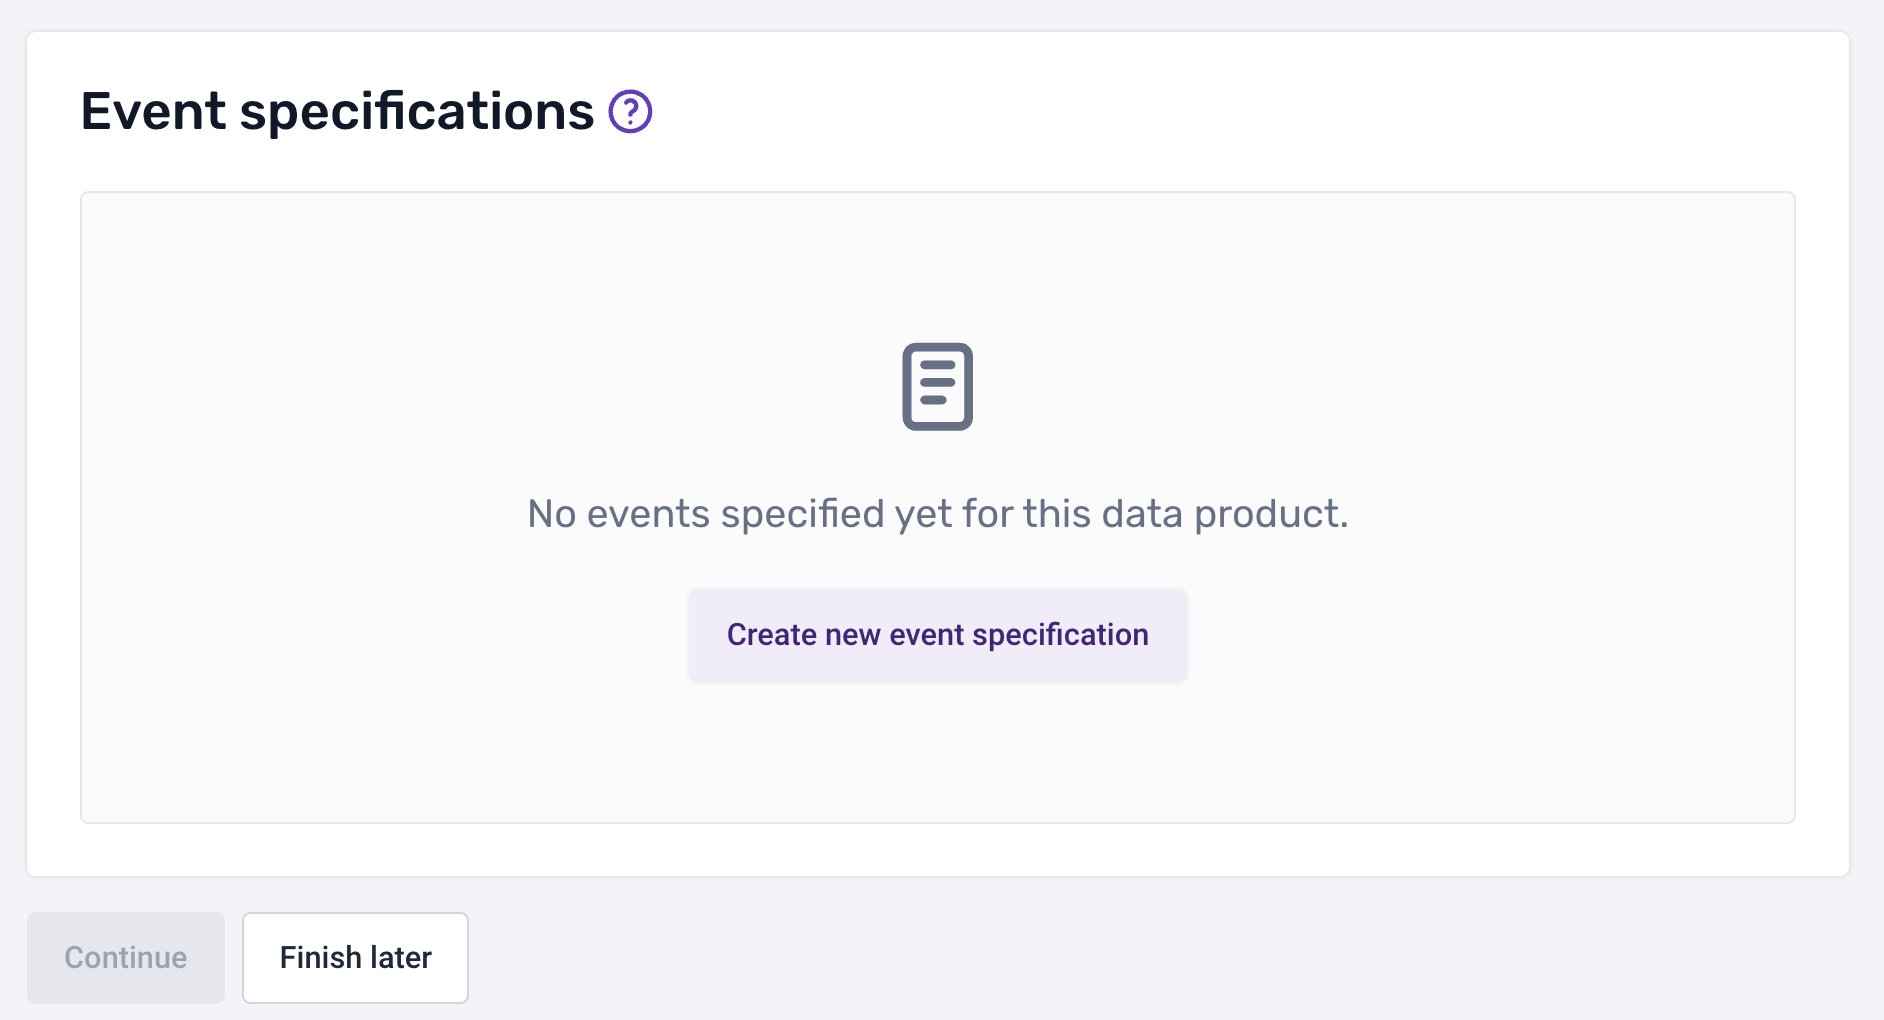 Event specifications
No events specified yet for this data product.
Create new event specification
Continue
Finish later